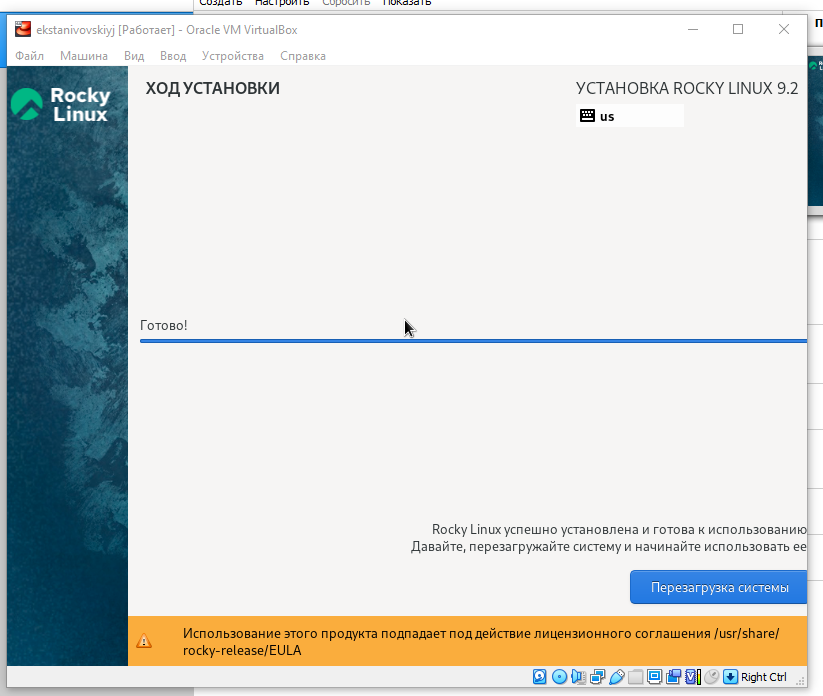 Создать Настроить Сбросить Показать
ekstanivovskiyj [Работает] - Oracle VM VirtualBox
Файл Машина Вид Ввод Устройства Справка
Rocky
Linux
ХОД УСТАНОВКИ
УСТАНОВКА ROCKY LINUX 9.2
us
Готово!
Rocky Linux успешно установлена и готова к использованию
Давайте, перезагружайте систему и начинайте использовать ее
Перезагрузка системы
Использование этого продукта подпадает под действие лицензионного соглашения /usr/share/
rocky-release/EULA
Right Ctrl